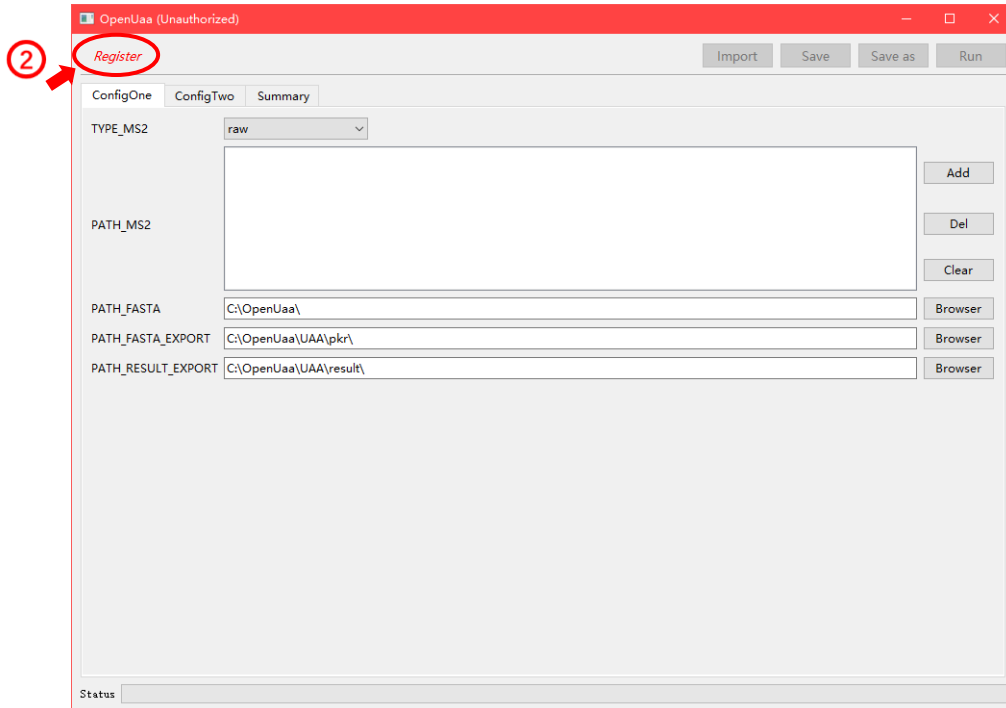 OpenUaa (Unauthorized)
② Register Import Save Save as Run
ConfigOne ConfigTwo Summary
TYPE_MS2 raw
Add
PATH_MS2 Del
Clear
PATH_FASTA C:\OpenUaa\ Browser
PATH_FASTA_EXPORT C:\OpenUaa\UAA\pkr\ Browser
PATH_RESULT_EXPORT C:\OpenUaa\UAA\result\ Browser
Status